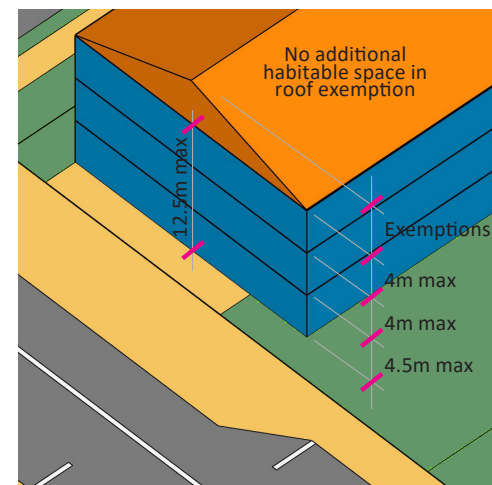 No additional
habitable space in
roof exemption
12.5m max
Exemptions
4m max
4m max
4.5m max